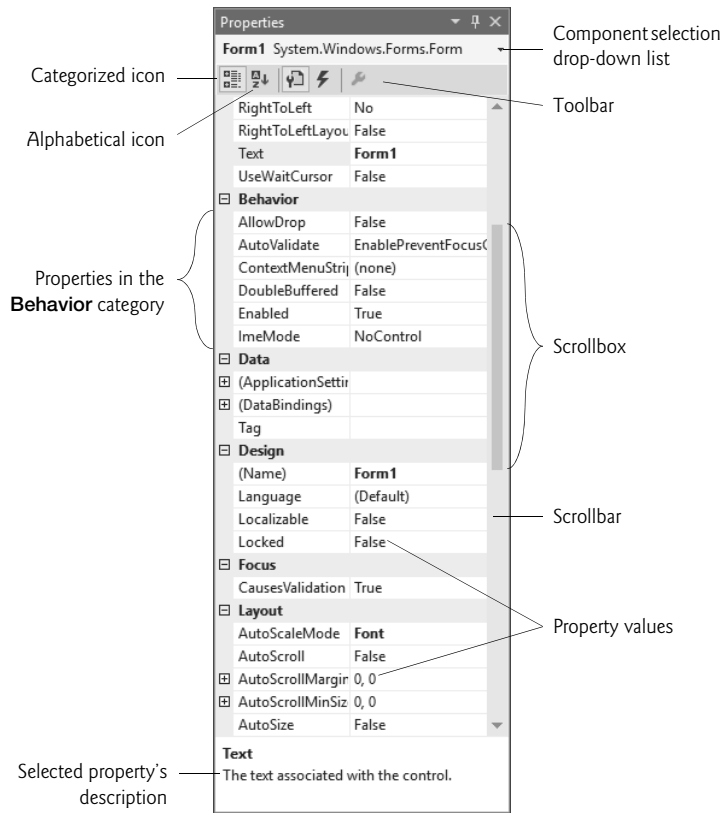 Properties
Form1 System.Windows.Forms.Form
Component selection
drop-down list
Categorized icon
Toolbar
Alphabetical icon
RightToLeft No
RightToLeftLayou False
Text Form1
UseWaitCursor False
Behavior
AllowDrop False
AutoValidate EnablePreventFocusC
ContextMenuStrip (none)
DoubleBuffered False
Enabled True
ImeMode NoControl
Properties in the
Behavior category
Scrollbox
Data
(ApplicationSettin
(DataBindings)
Tag
Design
(Name) Form1
Language (Default)
Localizable False
Locked False
Scrollbar
Focus
CausesValidation True
Layout
AutoScaleMode Font
AutoScroll False
AutoScrollMargin 0, 0
AutoScrollMinSiz 0, 0
AutoSize False
Property values
Text
The text associated with the control.
Selected property's
description